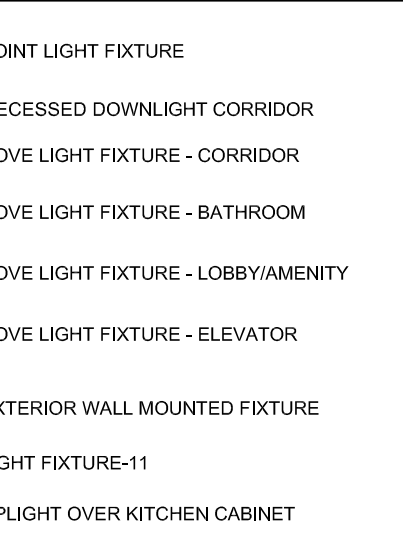 OINT LIGHT FIXTURE
ECESSED DOWNLIGHT CORRIDOR
OVE LIGHT FIXTURE - CORRIDOR
OVE LIGHT FIXTURE - BATHROOM
OVE LIGHT FIXTURE - LOBBY/AMENITY
OVE LIGHT FIXTURE - ELEVATOR
XTERIOR WALL MOUNTED FIXTURE
GHT FIXTURE-11
PLIGHT OVER KITCHEN CABINET